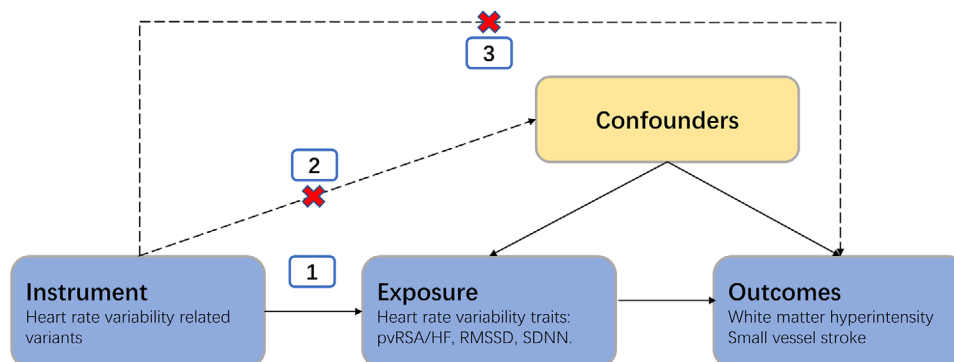 3
Confounders
2
1
Instrument
Heart rate variability related
variants
Exposure
Heart rate variability traits:
pvRSA/HF, RMSSD, SDNN.
Outcomes
White matter hyperintensity
Small vessel stroke